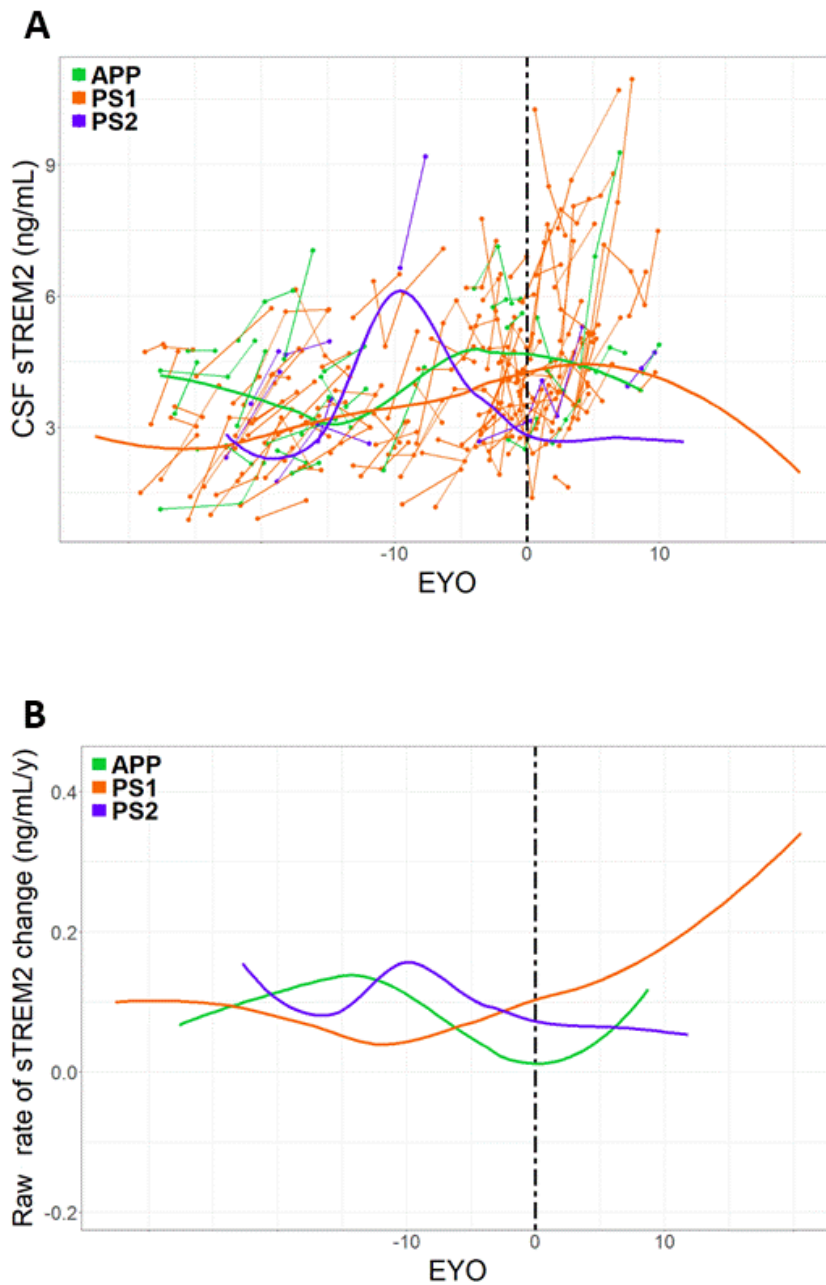 A
APP
PS1
PS2
CSF sTREM2 (ng/mL)
9
6
3
-10
0
10
EYO
B
APP
PS1
PS2
Raw rate of sTREM2 change (ng/mL/y)
0.4
0.2
0.0
-0.2
-10
0
10
EYO